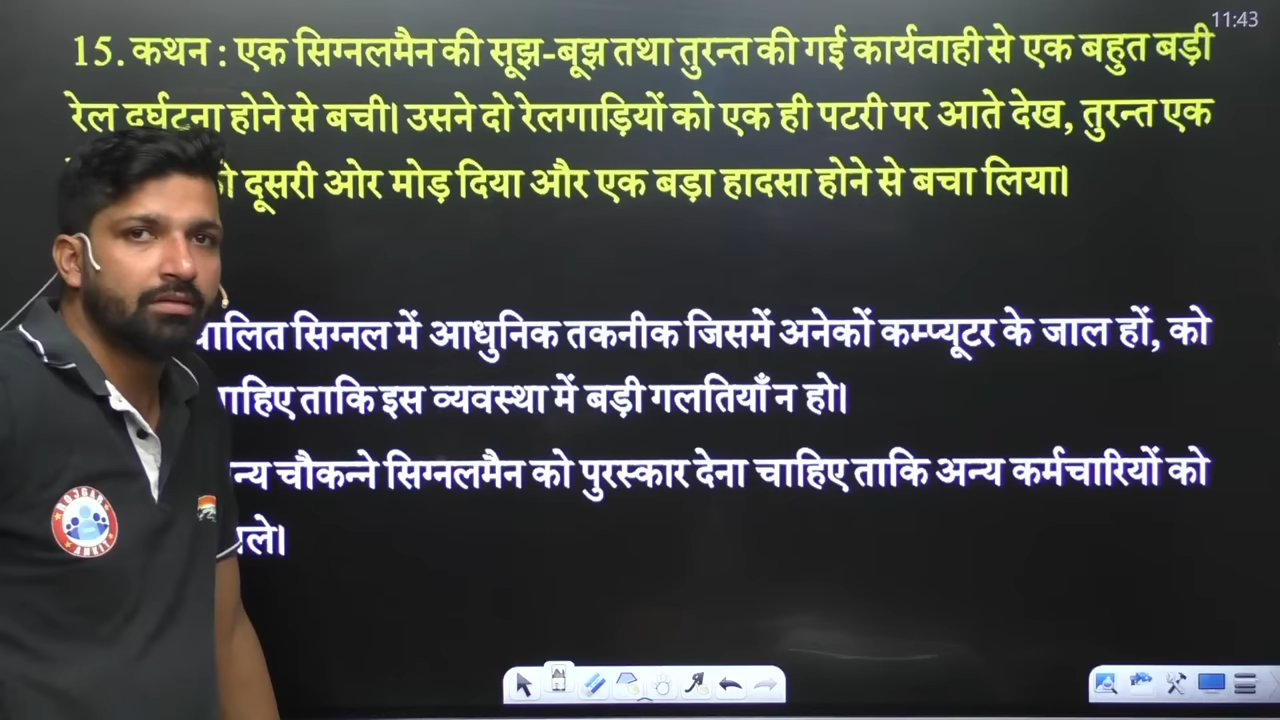 11:43
15. कथन : एक सिग्नलमैन की सूझ-बूझ तथा तुरन्त की गई कार्यवाही से एक बहुत बड़ी
रेल दुर्घटना होने से बची। उसने दो रेलगाड़ियों को एक ही पटरी पर आते देख, तुरन्त एक
दूसरी ओर मोड़ दिया और एक बड़ा हादसा होने से बचा लिया।
सिग्नल में आधुनिक तकनीक जिसमें अनेकों कम्प्यूटर के जाल हों, को
ताकि इस व्यवस्था में बड़ी गलतियाँ न हो।
चौकन्ने सिग्नलमैन को पुरस्कार देना चाहिए ताकि अन्य कर्मचारियों को
ROJGAR
ANKIT